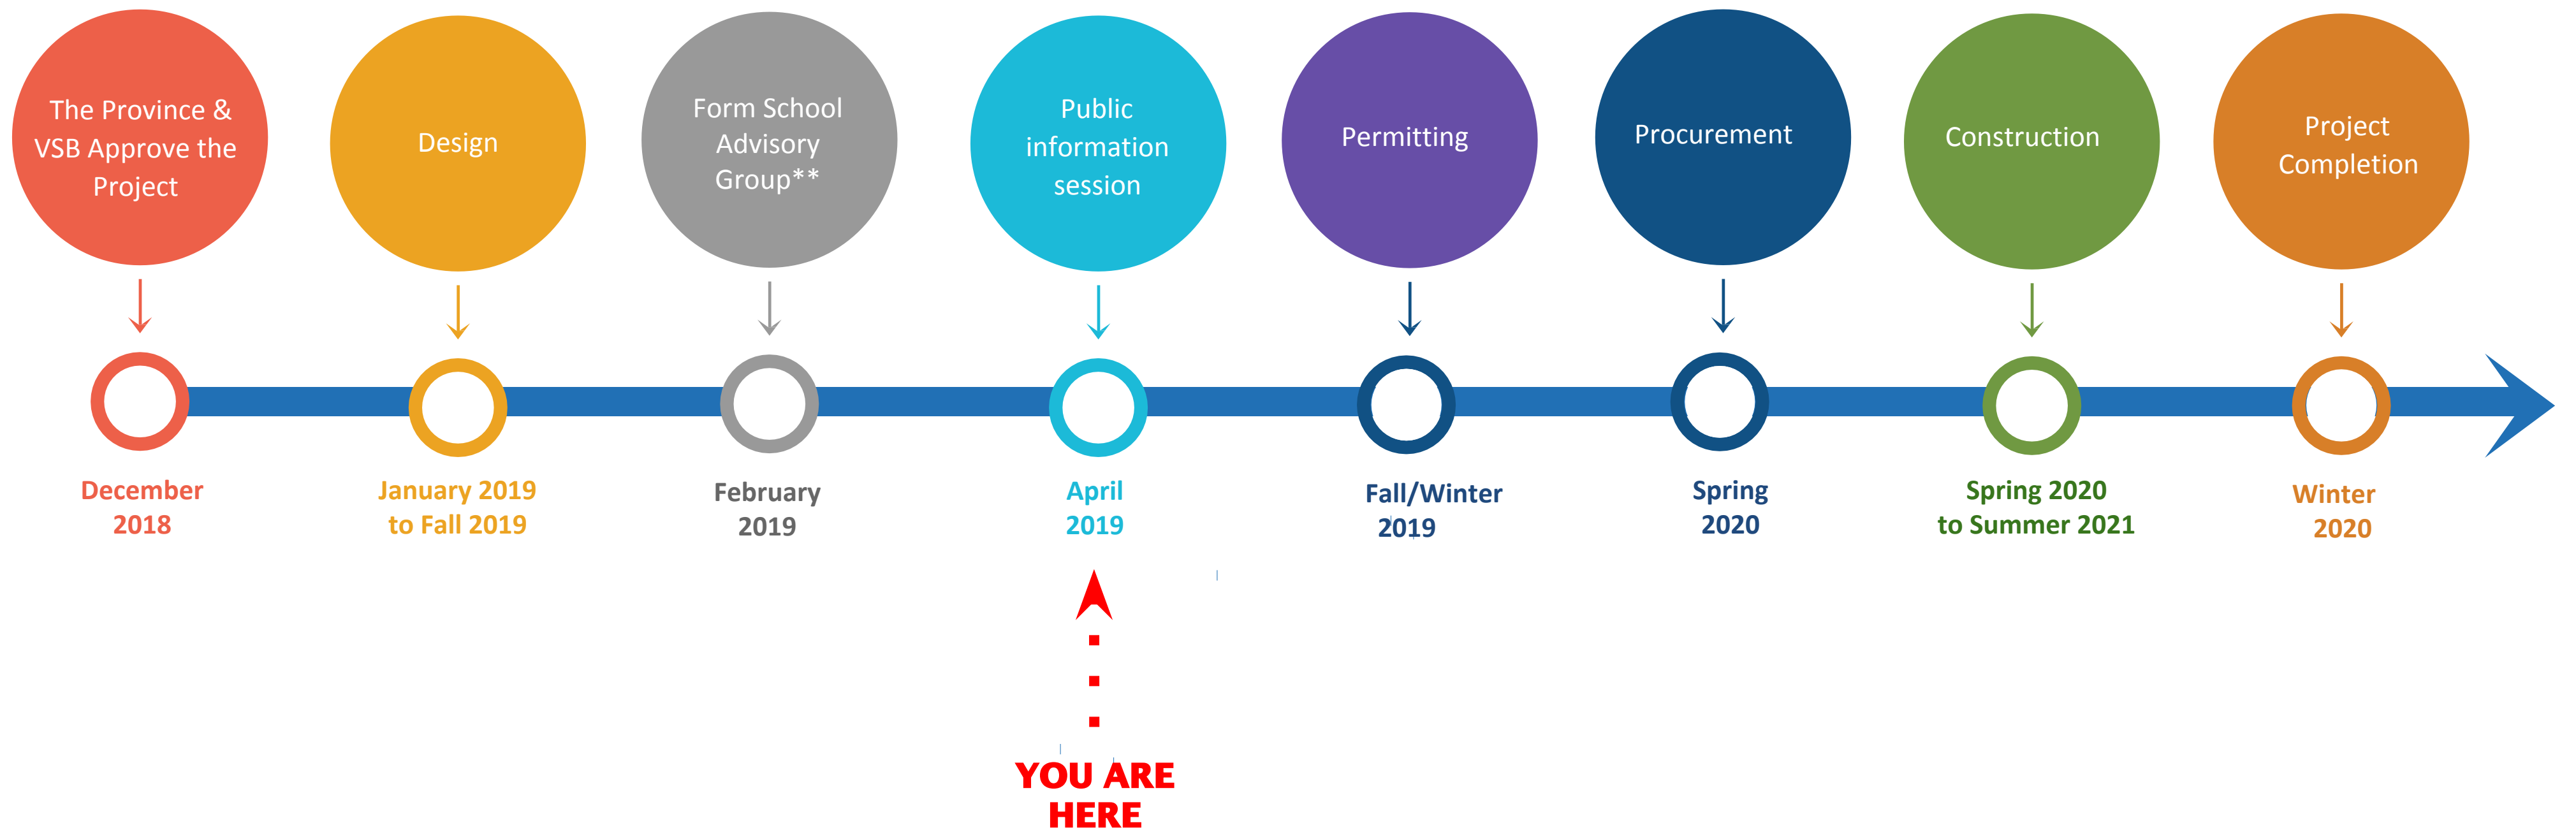 The Province &
VSB Approve the
Project
Design
Form School
Advisory
Group**
Public
information
session
Permitting
Procurement
Construction
Project
Completion
December
2018
January 2019
to Fall 2019
February
2019
April
2019
Fall/Winter
2019
Spring
2020
Spring 2020
to Summer 2021
Winter
2020
YOU ARE
HERE